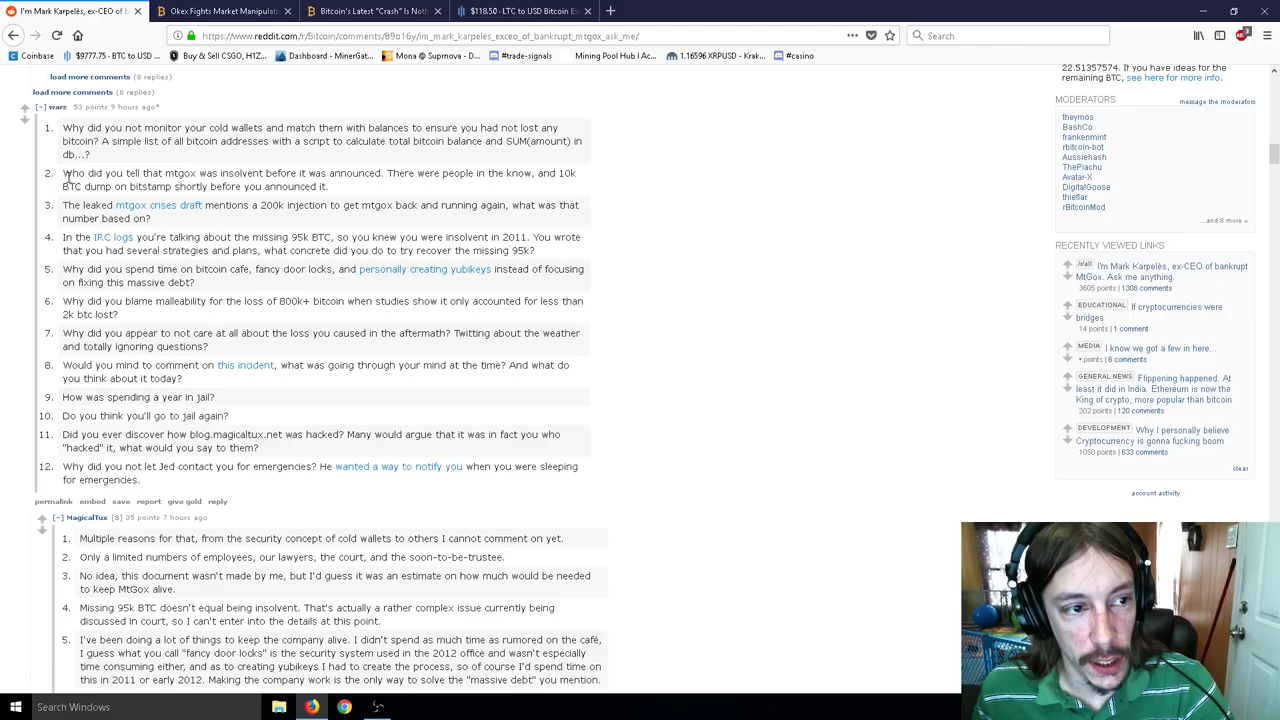 I'm Mark Karpelès, ex-CEO of b
Okex Fights Market Manipulat
Bitcoin's Latest "Crash" Is Not
$118.50 - LTC to USD Bitcoin Ex
https://www.reddit.com/r/Bitcoin/comments/89o16y/im_mark_karpelés_exceo_of_bankrupt_mtgox_ask_me/
Search
Coinbase
$9777.75 - BTC to USD
Buy & Sell CSGO, H1Z
Dashboard - MinerGat
Mona @ Suprnova - D
#trade-signals
Mining Pool Hub | Ac
1.16596 XRPUSD - Krak
#casino
load more comments (0 replies)
load more comments (8 replies)
[-] warz 53 points 9 hours ago*
1. Why did you not monitor your cold wallets and match them with balances to ensure you had not lost any
bitcoin? A simple list of all bitcoin addresses with a script to calculate total bitcoin balance and SUM(amount) in
db...?
2. Who did you tell that mtgox was insolvent before it was announced. There were people in the know, and 10k
BTC dump on bitstamp shortly before you announced it.
3. The leaked mtgox crises draft mentions a 200k injection to get mtgox back and running again, what was that
number based on?
4. In the IRC logs you're talking about the missing 95k BTC, so you knew you were insolvent in 2011. You wrote
that you had several strategies and plans, what concrete did you do to try recover the missing 95k?
5. Why did you spend time on bitcoin cafe, fancy door locks, and personally creating yubikeys instead of focusing
on fixing this massive debt?
6. Why did you blame malleability for the loss of 800k+ bitcoin when studies show it only accounted for less than
2k btc lost?
7. Why did you appear to not care at all about the loss you caused in the aftermath? Twitting about the weather
and totally ignoring questions?
8. Would you mind to comment on this incident, what was going through your mind at the time? And what do
you think about it today?
9. How was spending a year in jail?
10. Do you think you'll go to jail again?
11. Did you ever discover how blog.magicaltux.net was hacked? Many would argue that it was in fact you who
"hacked" it, what would you say to them?
12. Why did you not let Jed contact you for emergencies? He wanted a way to notify you when you were sleeping
for emergencies.
permalink embed save report give gold reply
[-] MagicalTux [S] 35 points 7 hours ago
1. Multiple reasons for that, from the security concept of cold wallets to others I cannot comment on yet.
2. Only a limited numbers of employees, our lawyers, the court, and the soon-to-be-trustee.
3. No idea, this document wasn't made by me, but I'd guess it was an estimate on how much would be needed
to keep MtGox alive.
4. Missing 95k BTC doesn't equal being insolvent. That's actually a rather complex issue currently being
discussed in court, so I can't enter into the details at this point.
5. I've been doing a lot of things to keep the company alive. I didn't spend as much time as rumored on the café,
I guess what you call "fancy door locks" is the security system used in the 2012 office and wasn't especially
time consuming either, and as to creating yubikeys I had to create the process, so of course I'd spend time on
this in 2011 or early 2012. Making the company work is the only way to solve the "massive debt" you mention.
22.51357574. If you have ideas for the
remaining BTC, see here for more info.
MODERATORS
message the moderators
theymos
BashCo
frankenmint
rbitcoin-bot
Aussiehash
ThePiachu
Avatar-X
DigitalGoose
thieflar
rBitcoinMod
...and 8 more »
RECENTLY VIEWED LINKS
/r/all I'm Mark Karpelès, ex-CEO of bankrupt
MtGox. Ask me anything.
3605 points | 1308 comments
EDUCATIONAL If cryptocurrencies were
bridges
14 points | 1 comment
MEDIA I know we got a few in here...
• points | 6 comments
GENERAL NEWS Flippening happened. At
least it did in India. Ethereum is now the
King of crypto, more popular than bitcoin
302 points | 120 comments
DEVELOPMENT Why I personally believe
Cryptocurrency is gonna fucking boom
1050 points | 633 comments
clear
account activity
Search Windows